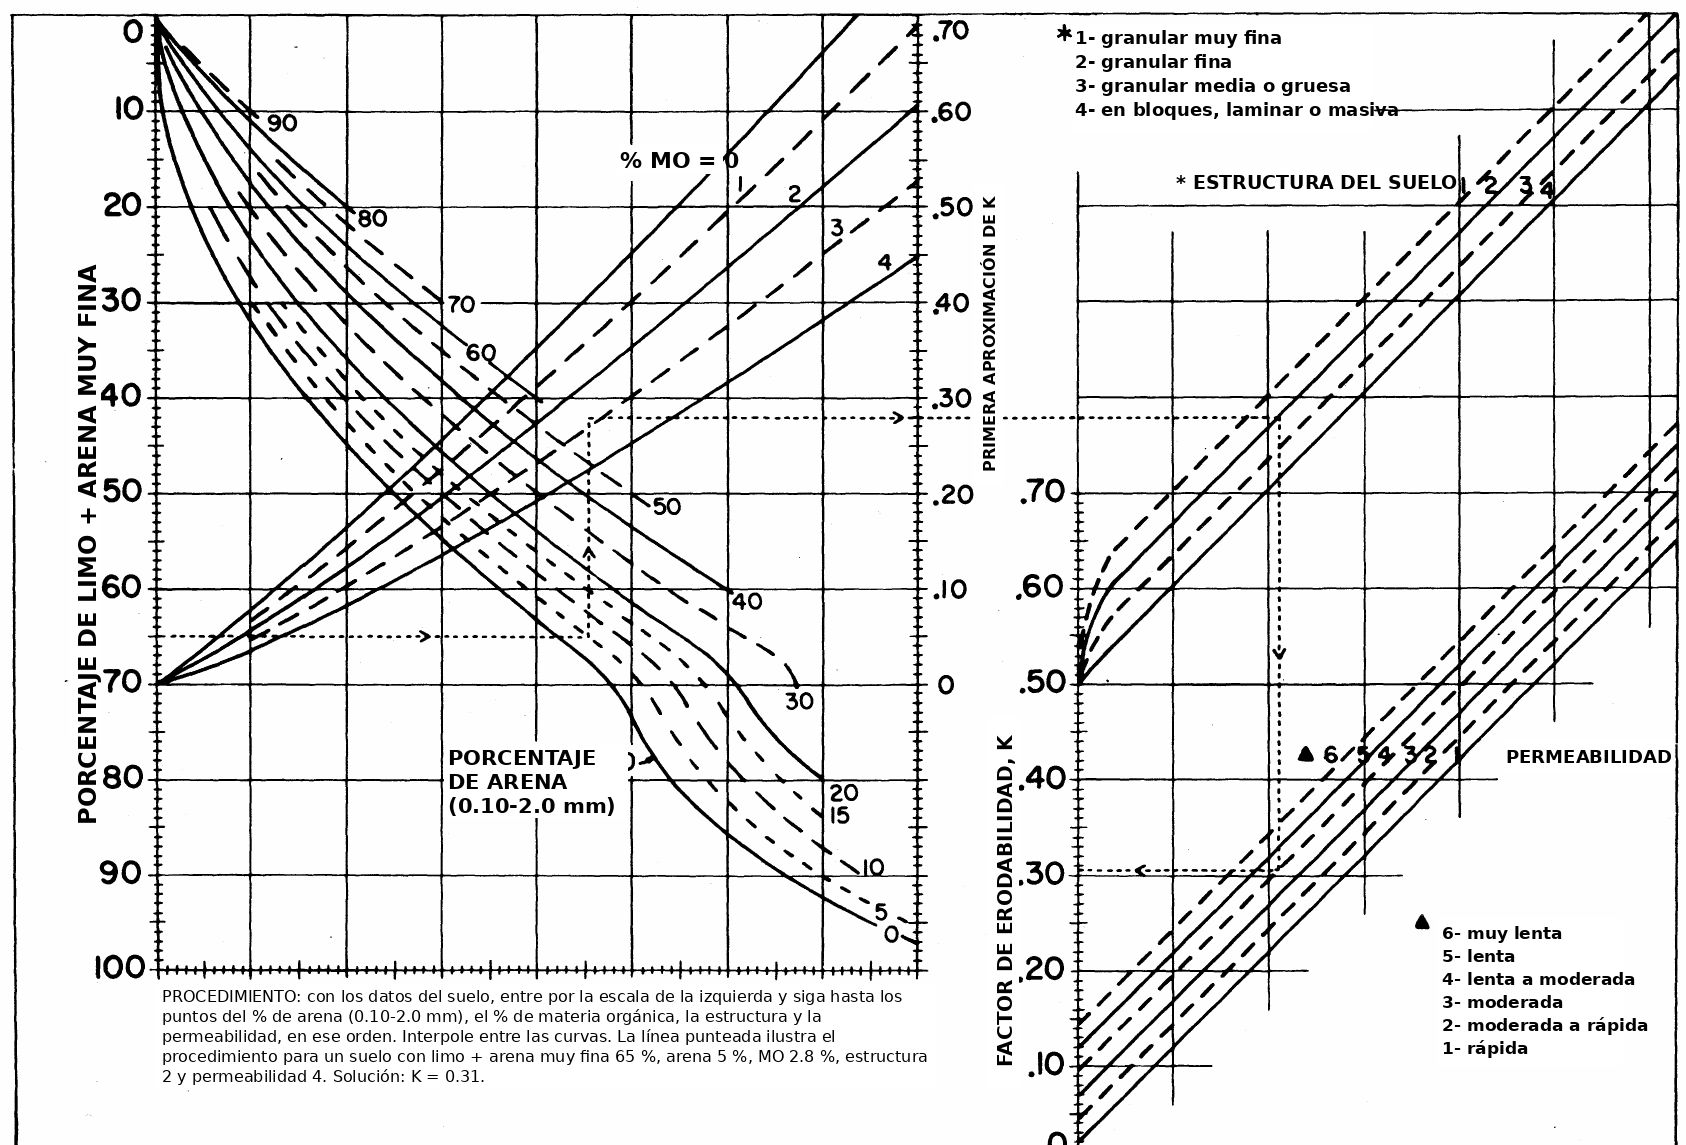 0
10
20
30
40
50
60
70
80
90
100
PORCENTAJE DE LIMO + ARENA MUY FINA
90
80
70
60
50
40
30
20
15
10
5
0
% MO = 0
1
2
3
4
PORCENTAJE
DE ARENA
(0.10-2.0 mm)
.70
.60
.50
.40
.30
.20
.10
0
PRIMERA APROXIMACIÓN DE K
*1- granular muy fina
2- granular fina
3- granular media o gruesa
4- en bloques, laminar o masiva
* ESTRUCTURA DEL SUELO 1 2 3 4
.70
.60
.50
.40
.30
.20
.10
0
FACTOR DE ERODABILIDAD, K
▲ 6 5 4 3 2 1 PERMEABILIDAD
▲
6- muy lenta
5- lenta
4- lenta a moderada
3- moderada
2- moderada a rápida
1- rápida
PROCEDIMIENTO: con los datos del suelo, entre por la escala de la izquierda y siga hasta los
puntos del % de arena (0.10-2.0 mm), el % de materia orgánica, la estructura y la
permeabilidad, en ese orden. Interpole entre las curvas. La línea punteada ilustra el
procedimiento para un suelo con limo + arena muy fina 65 %, arena 5 %, MO 2.8 %, estructura
2 y permeabilidad 4. Solución: K = 0.31.